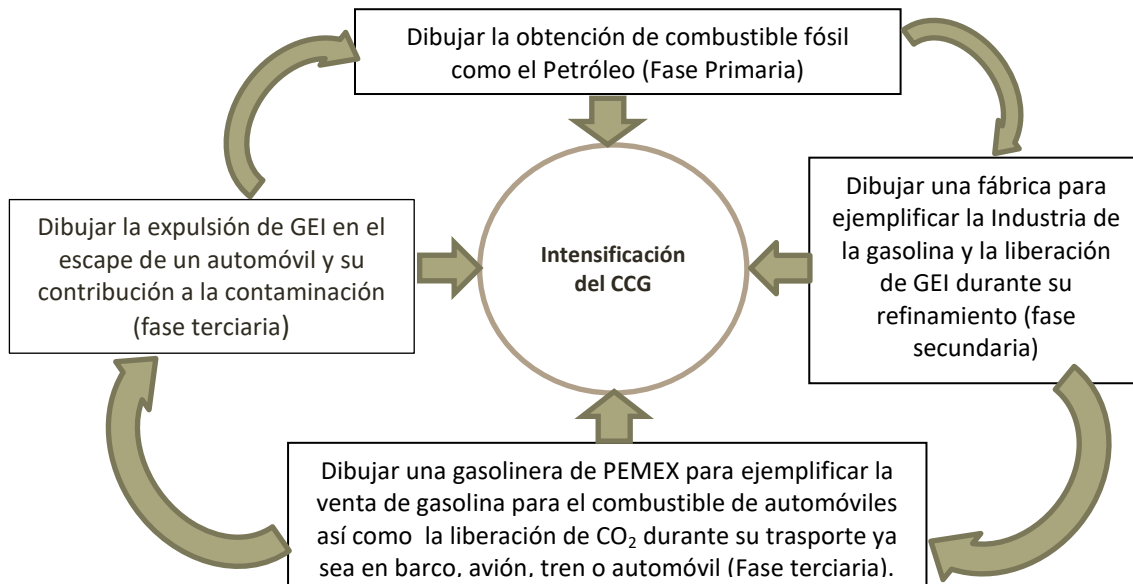 Dibujar la obtención de combustible fósil
como el Petróleo (Fase Primaria)
Dibujar una fábrica para
ejemplificar la Industria de
la gasolina y la liberación
de GEI durante su
refinamiento (fase
secundaria)
Dibujar la expulsión de GEI en el
escape de un automóvil y su
contribución a la contaminación
(fase terciaria)
Intensificación
del CCG
Dibujar una gasolinera de PEMEX para ejemplificar la
venta de gasolina para el combustible de automóviles
así como la liberación de CO₂ durante su trasporte ya
sea en barco, avión, tren o automóvil (Fase terciaria).